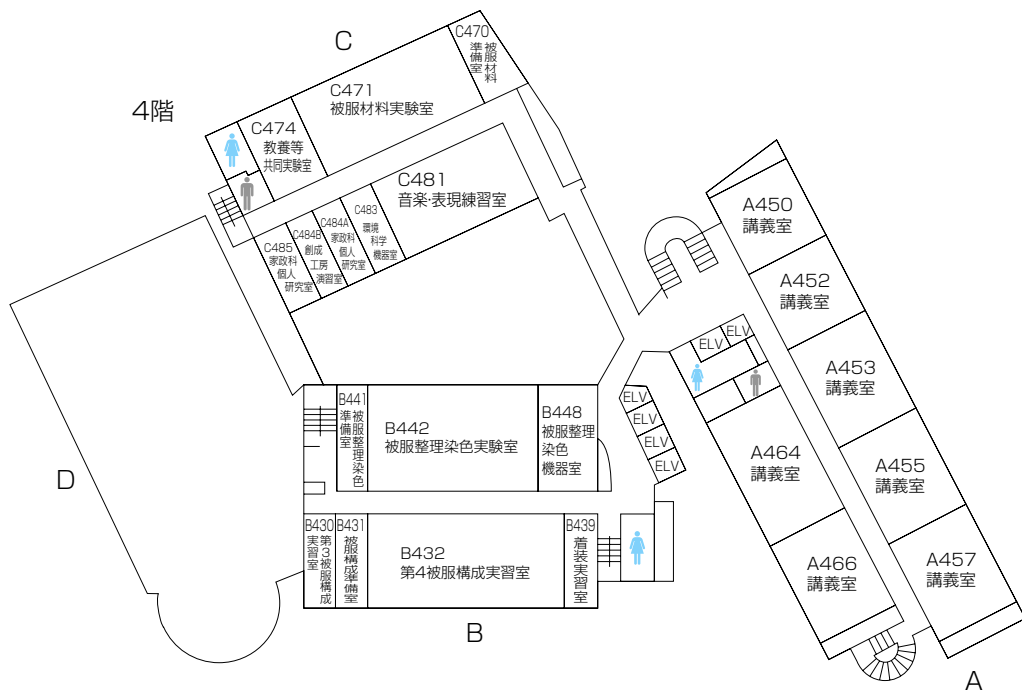 C
4階
C470
被服材料
準備室
C471
被服材料実験室
C474
教養等
共同実験室
C481
音楽・表現練習室
C483
環境
科学
機器室
C484A
家政科
個人
研究室
C484B
創成
工房
演習室
C485
家政科
個人
研究室
A450
講義室
A452
講義室
A453
講義室
A455
講義室
A457
講義室
ELV
ELV
A464
講義室
A466
講義室
A
ELV
ELV
ELV
ELV
B441
被服整理染色
準備室
B442
被服整理染色実験室
B448
被服整理
染色
機器室
B430
第3被服構成
実習室
B431
被服構成準備室
B432
第4被服構成実習室
B439
着装実習室
B
D